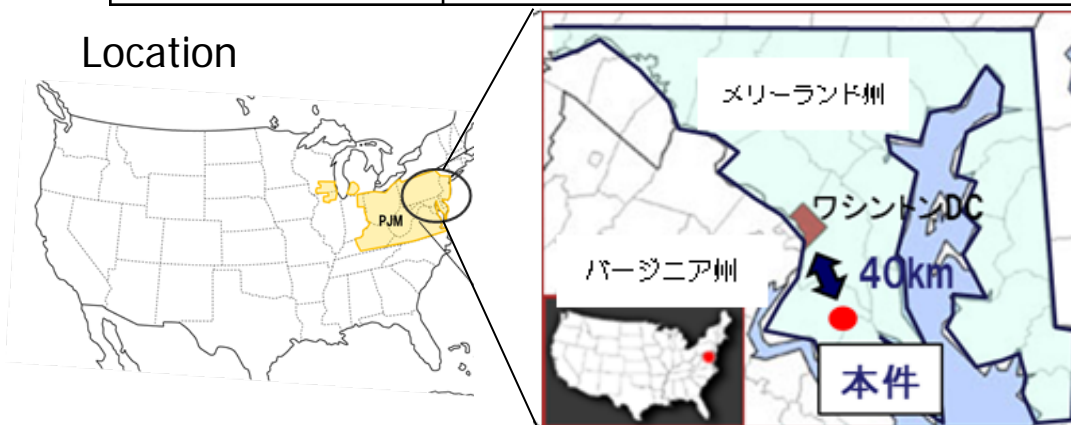 Location
PJM
メリーランド州
ワシントンDC
バージニア州
40km
本件